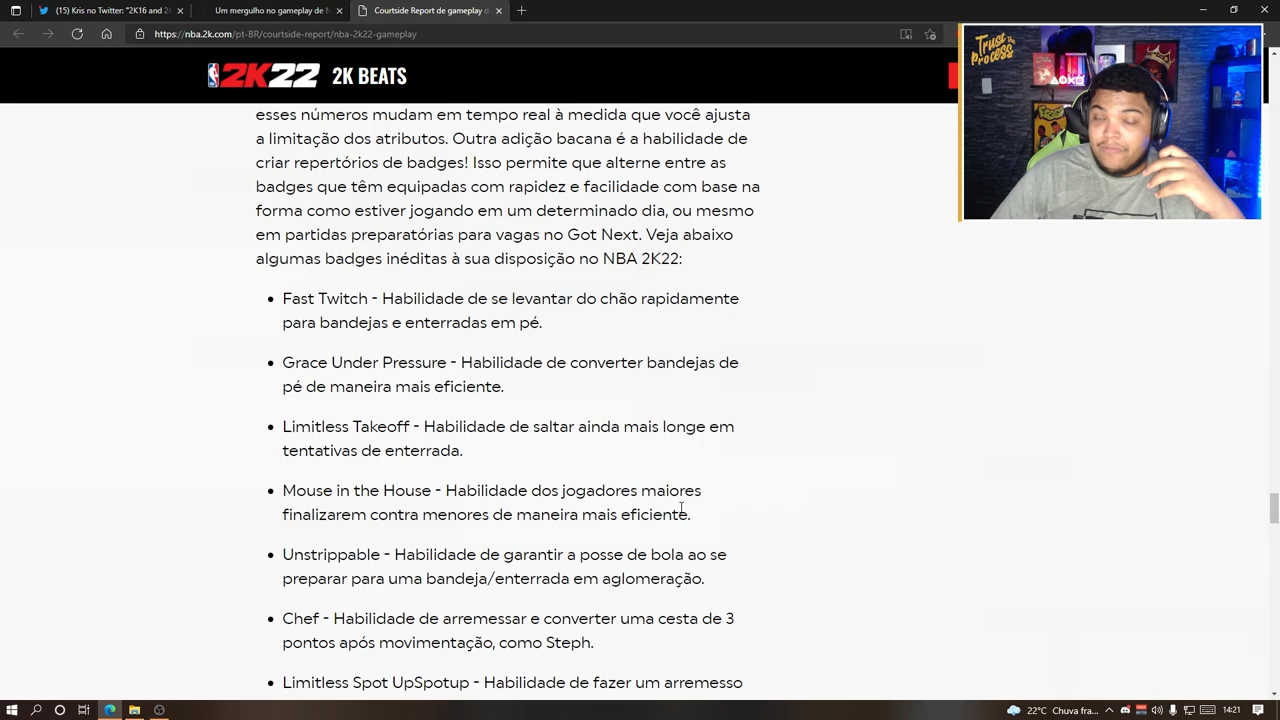 (15) Kris no Twitter: "2K16 and 2
Um mergulho no gameplay de N
Courtside Report de gameplay d
https://nba.2k.com/pt-BR/courtside-report/nba-2k22-gameplay
2K22 2K BEATS
Trust The
Process
esses números mudam em tempo real à medida que você ajusta
a limitação dos atributos. Outra adição bacana é a habilidade de
criar repertórios de badges! Isso permite que alterne entre as
badges que têm equipadas com rapidez e facilidade com base na
forma como estiver jogando em um determinado dia, ou mesmo
em partidas preparatórias para vagas no Got Next. Veja abaixo
algumas badges inéditas à sua disposição no NBA 2K22:
• Fast Twitch - Habilidade de se levantar do chão rapidamente
para bandejas e enterradas em pé.
• Grace Under Pressure - Habilidade de converter bandejas de
pé de maneira mais eficiente.
• Limitless Takeoff - Habilidade de saltar ainda mais longe em
tentativas de enterrada.
• Mouse in the House - Habilidade dos jogadores maiores
finalizarem contra menores de maneira mais eficiente.
• Unstrippable - Habilidade de garantir a posse de bola ao se
preparar para uma bandeja/enterrada em aglomeração.
• Chef - Habilidade de arremessar e converter uma cesta de 3
pontos após movimentação, como Steph.
• Limitless Spot UpSpotup - Habilidade de fazer um arremesso
22°C Chuva fra... 14:21